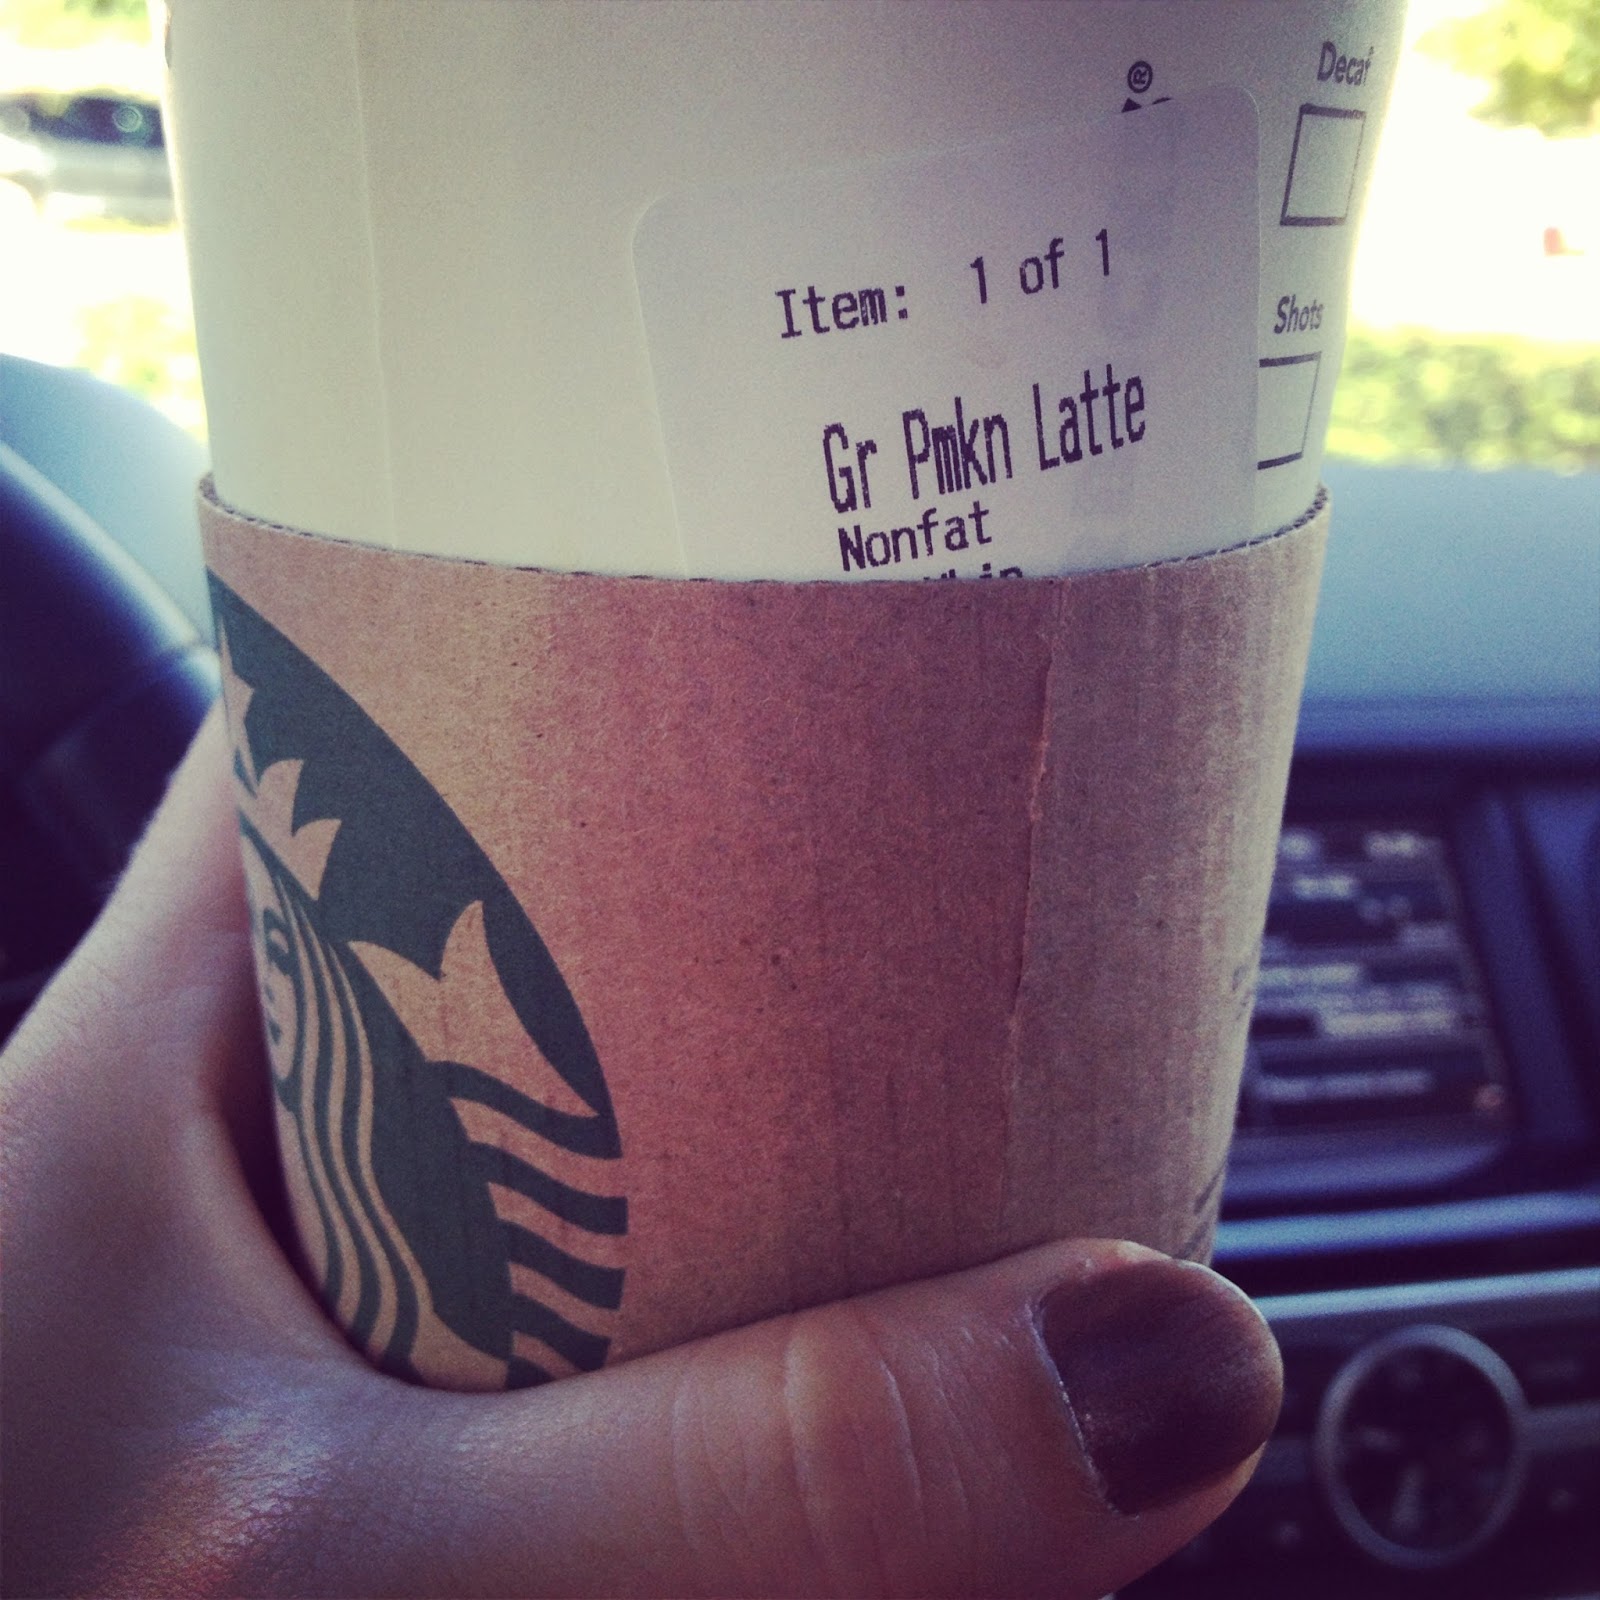 Decaf
®
Item: 1 of 1
Shots
Gr Pmkn Latte
Nonfat